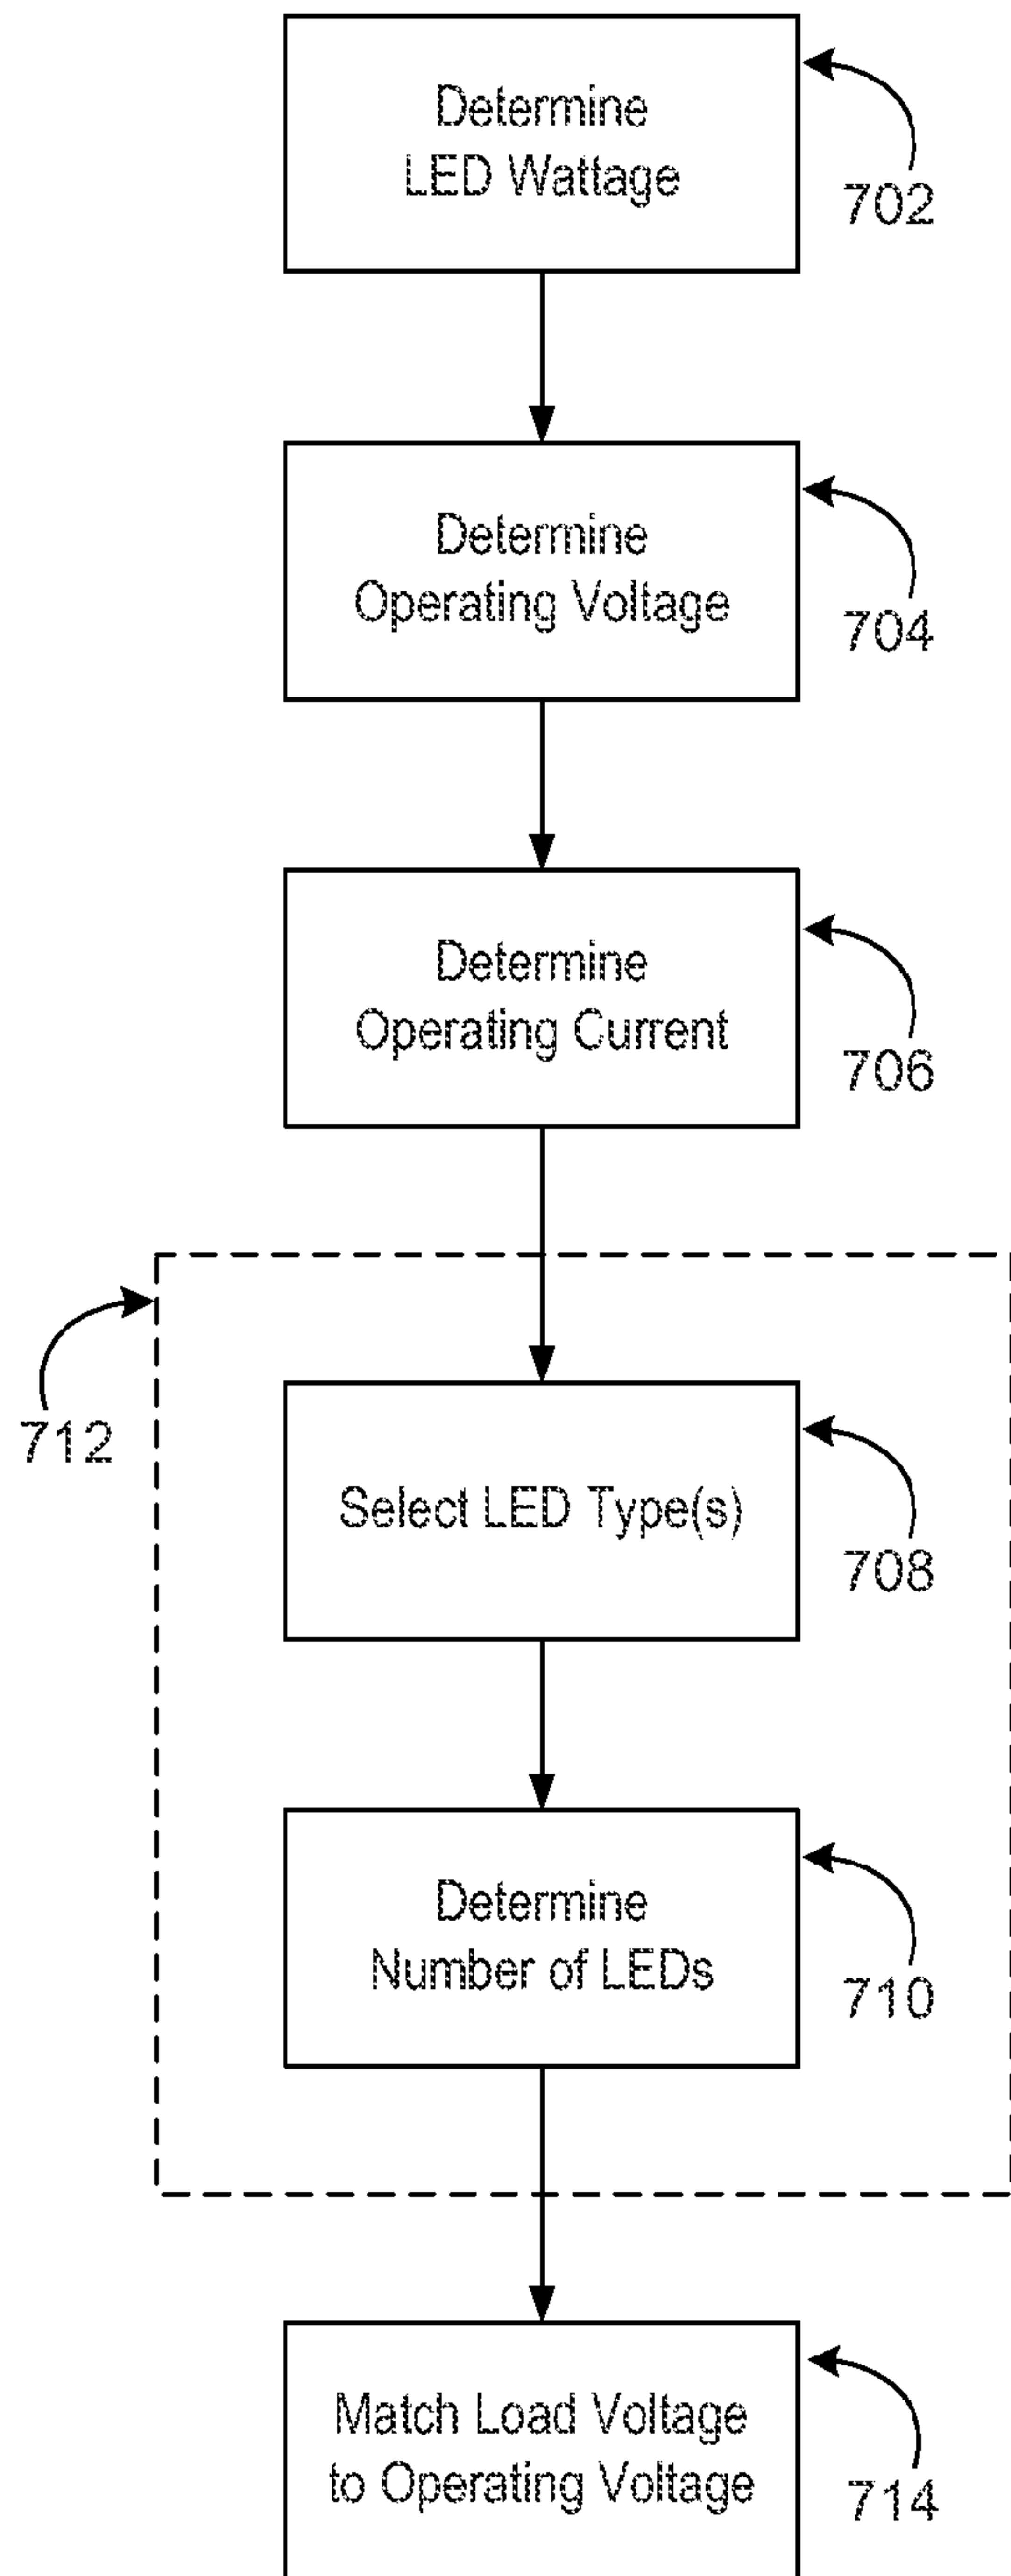 Determine
LED Wattage
702
Determine
Operating Voltage
704
Determine
Operating Current
706
712
Select LED Type(s)
708
Determine
Number of LEDs
710
Match Load Voltage
to Operating Voltage
714